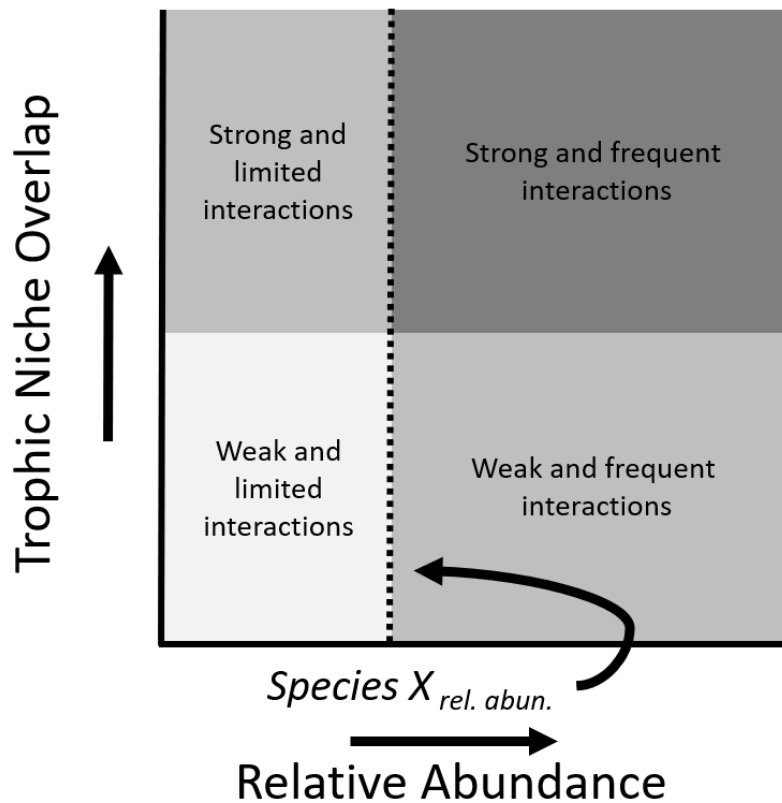 Trophic Niche Overlap
Strong and
limited
interactions
Strong and frequent
interactions
Weak and
limited
interactions
Weak and frequent
interactions
Species X rel. abun.
Relative Abundance